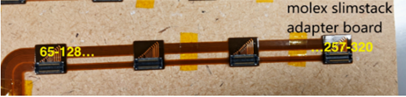 molex slimstack
adapter board
65-128...
...257-320